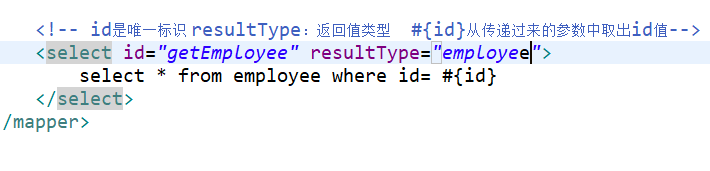 <!-- id是唯一标识 resultType：返回值类型  #{id}从传递过来的参数中取出id值-->
<select id="getEmployee" resultType="employee">
select * from employee where id= #{id}
</select>
/mapper>